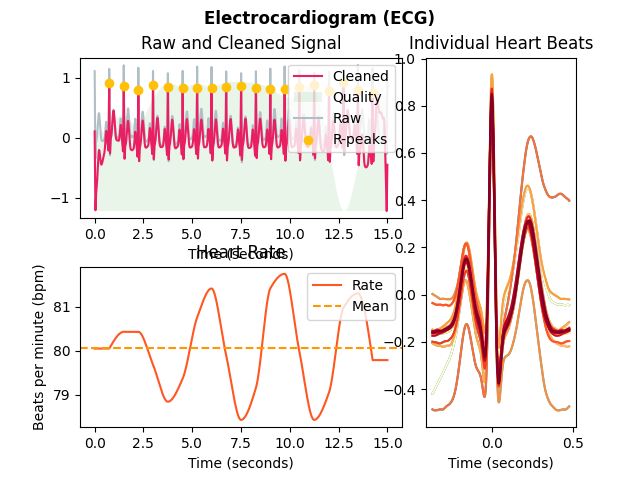 Electrocardiogram (ECG)
Raw and Cleaned Signal
1
0
−1
0.0 2.5 5.0 7.5 10.0 12.5 15.0
Time (seconds)
Cleaned
Quality
Raw
R-peaks
Heart Rate
Beats per minute (bpm)
81
80
79
0.0 2.5 5.0 7.5 10.0 12.5 15.0
Time (seconds)
Rate
Mean
Individual Heart Beats
1.0
0.8
0.6
0.4
0.2
0.0
−0.2
−0.4
0.0 0.5
Time (seconds)